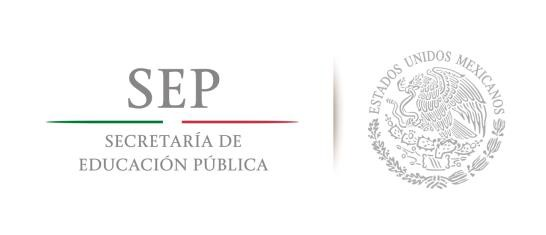 SEP
SECRETARÍA DE
EDUCACIÓN PÚBLICA
ESTADOS UNIDOS MEXICANOS